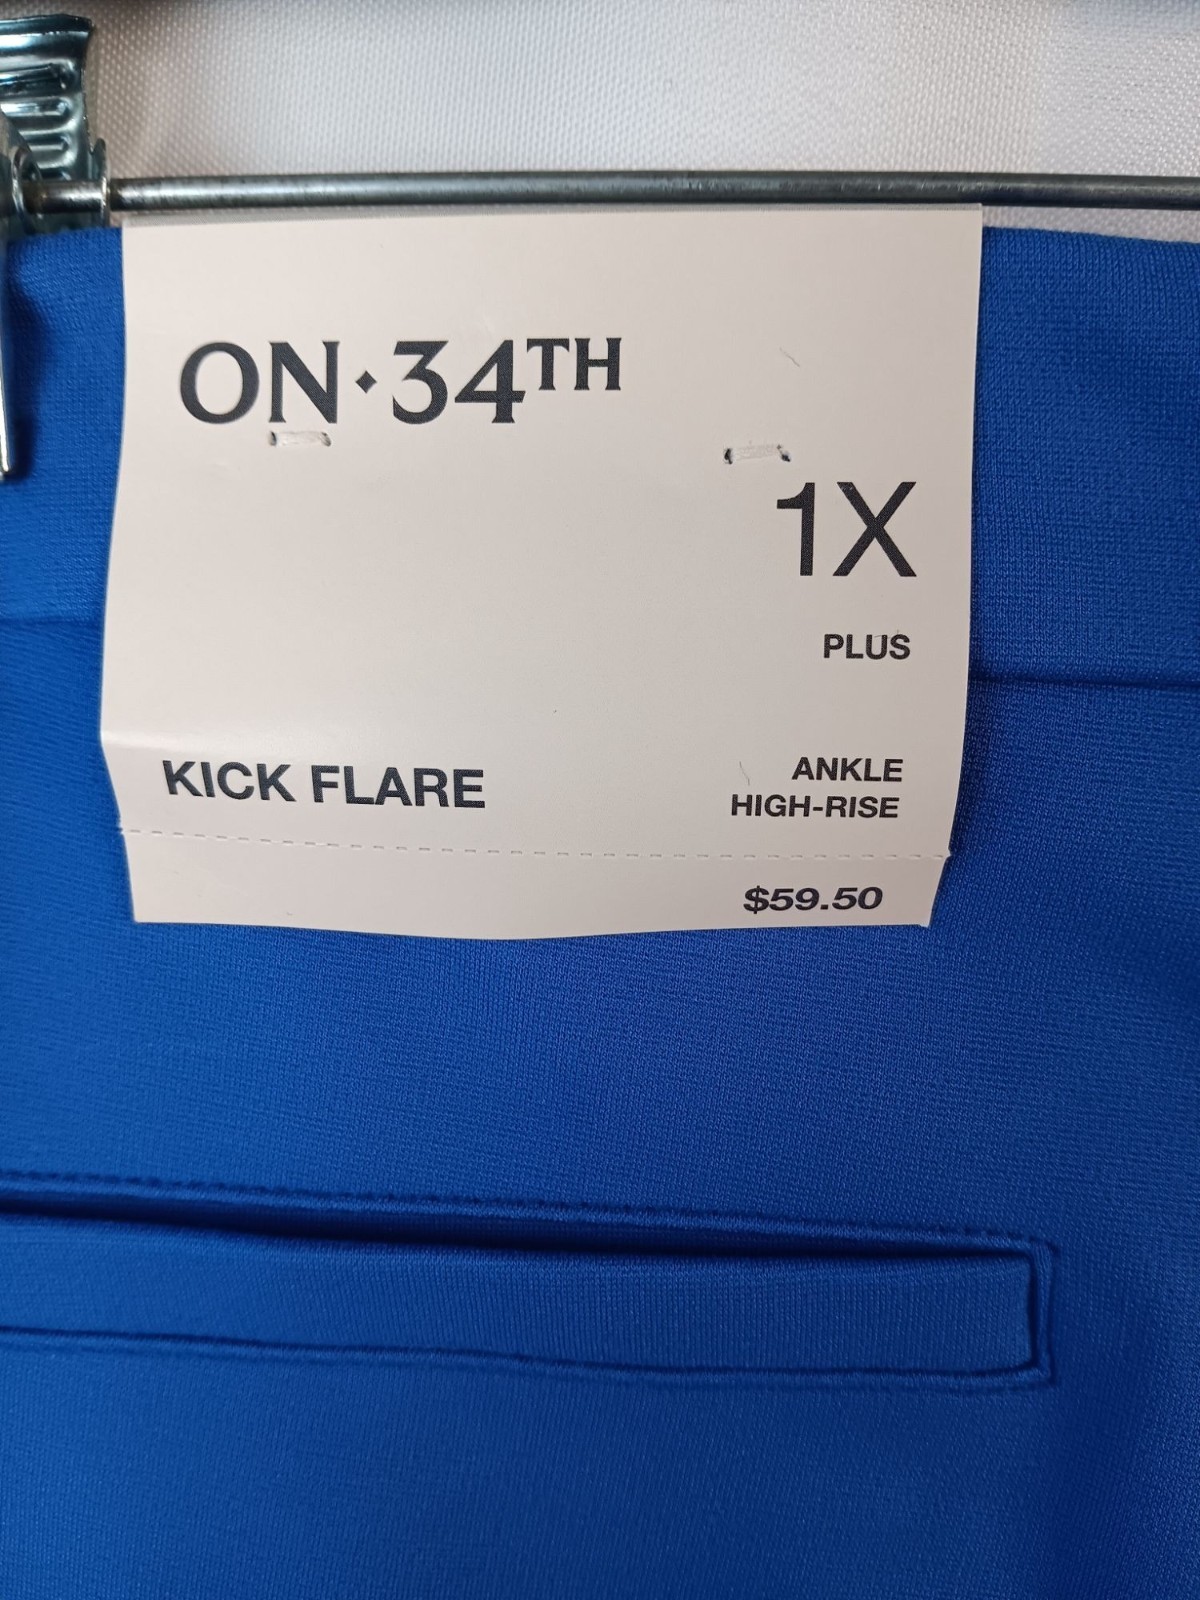 ON·34TH
1X
PLUS
KICK FLARE
ANKLE
HIGH-RISE
$59.50